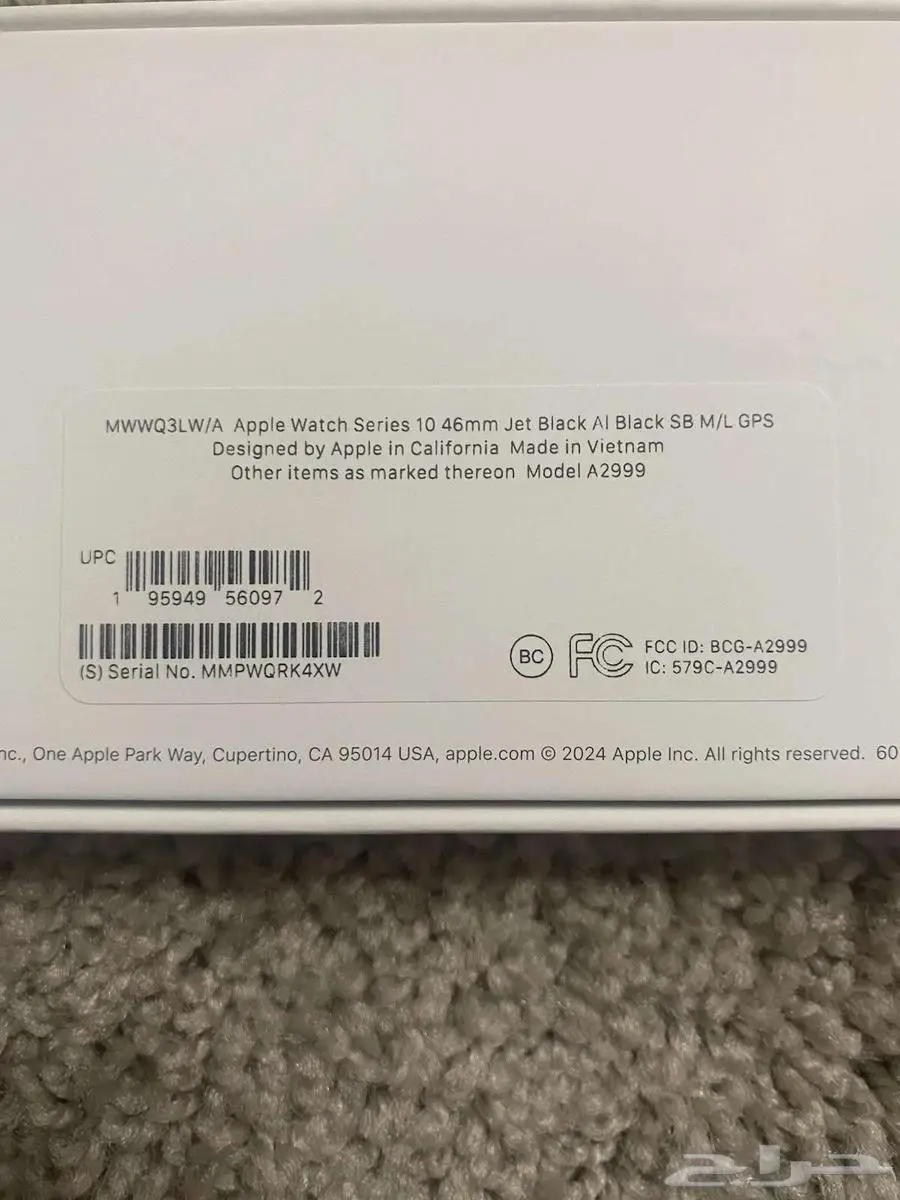 MWWQ3LW/A Apple Watch Series 10 46mm Jet Black Al Black SB M/L GPS
Designed by Apple in California Made in Vietnam
Other items as marked thereon Model A2999
UPC
1 95949 56097 2
(S) Serial No. MMPWQRK4XW
BC FC FCC ID: BCG-A2999
IC: 579C-A2999
nc., One Apple Park Way, Cupertino, CA 95014 USA, apple.com © 2024 Apple Inc. All rights reserved. 60
حراج